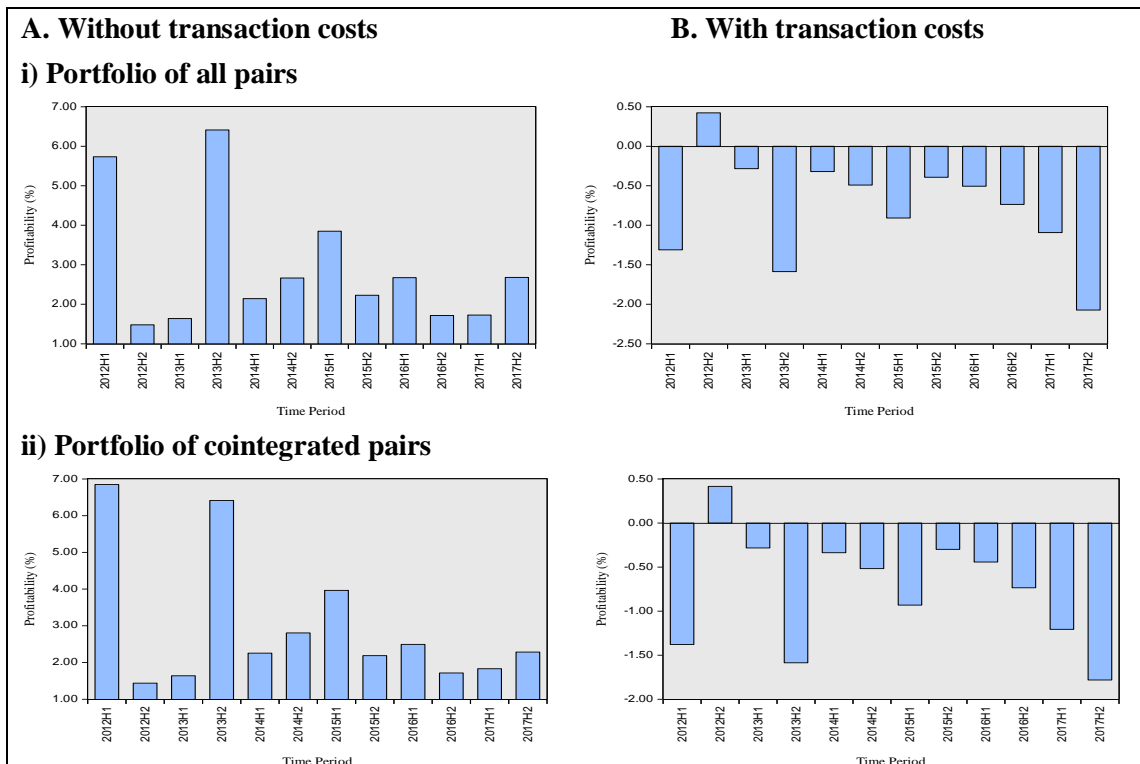 A. Without transaction costs
B. With transaction costs
i) Portfolio of all pairs
Profitability (%)
7.00
6.00
5.00
4.00
3.00
2.00
1.00
2012H1
2012H2
2013H1
2013H2
2014H1
2014H2
2015H1
2015H2
2016H1
2016H2
2017H1
2017H2
Time Period
Profitability (%)
0.50
0.00
-0.50
-1.00
-1.50
-2.00
-2.50
2012H1
2012H2
2013H1
2013H2
2014H1
2014H2
2015H1
2015H2
2016H1
2016H2
2017H1
2017H2
Time Period
ii) Portfolio of cointegrated pairs
Profitability (%)
7.00
6.00
5.00
4.00
3.00
2.00
1.00
2012H1
2012H2
2013H1
2013H2
2014H1
2014H2
2015H1
2015H2
2016H1
2016H2
2017H1
2017H2
Time Period
Profitability (%)
0.50
0.00
-0.50
-1.00
-1.50
-2.00
2012H1
2012H2
2013H1
2013H2
2014H1
2014H2
2015H1
2015H2
2016H1
2016H2
2017H1
2017H2
Time Period